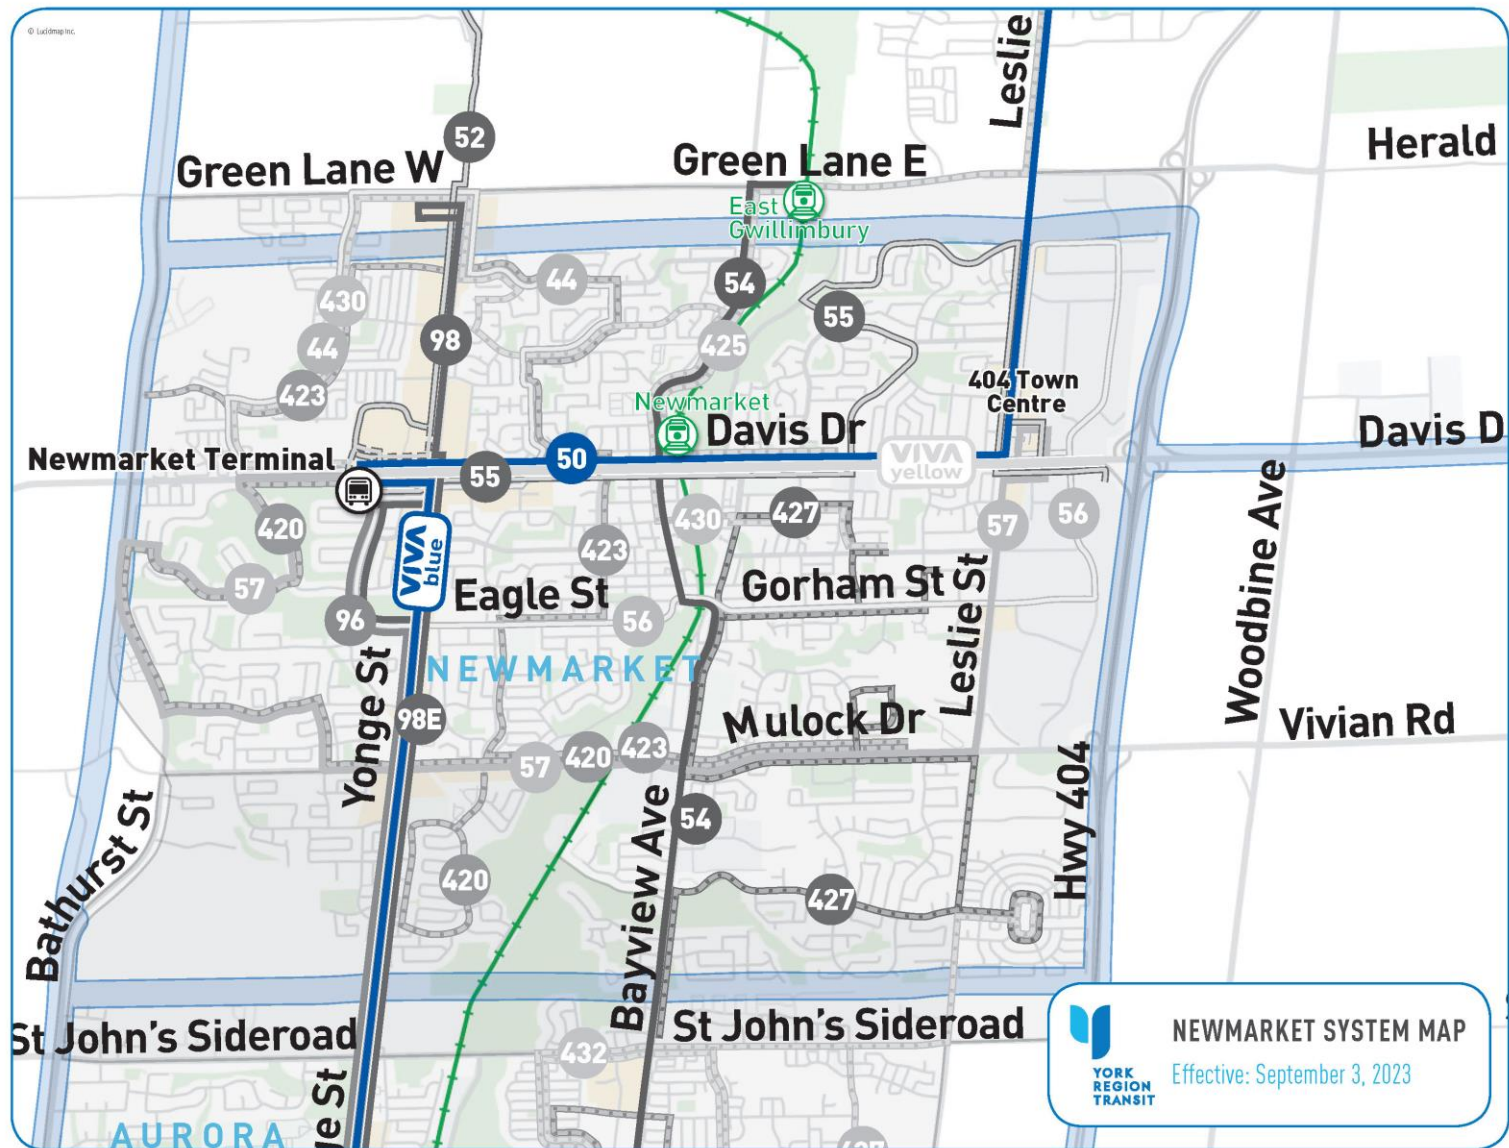 © Lucidmap Inc.
Leslie
52
Herald
Green Lane W
Green Lane E
East
Gwillimbury
44
54
430
55
98
425
44
423
404 Town
Centre
Newmarket
Davis Dr
Davis D
Newmarket Terminal
50
VIVA
yellow
55
420
430
427
57
56
VIVA
blue
423
Eagle St
Gorham St
57
96
56
Leslie St
Woodbine Ave
NEWMARKET
Yonge St
98E
Mulock Dr
Vivian Rd
57
420
423
Hwy 404
Bathurst St
54
Bayview Ave
420
427
St John's Sideroad
St John's Sideroad
432
NEWMARKET SYSTEM MAP
Effective: September 3, 2023
YORK
REGION
TRANSIT
ge St
AURORA